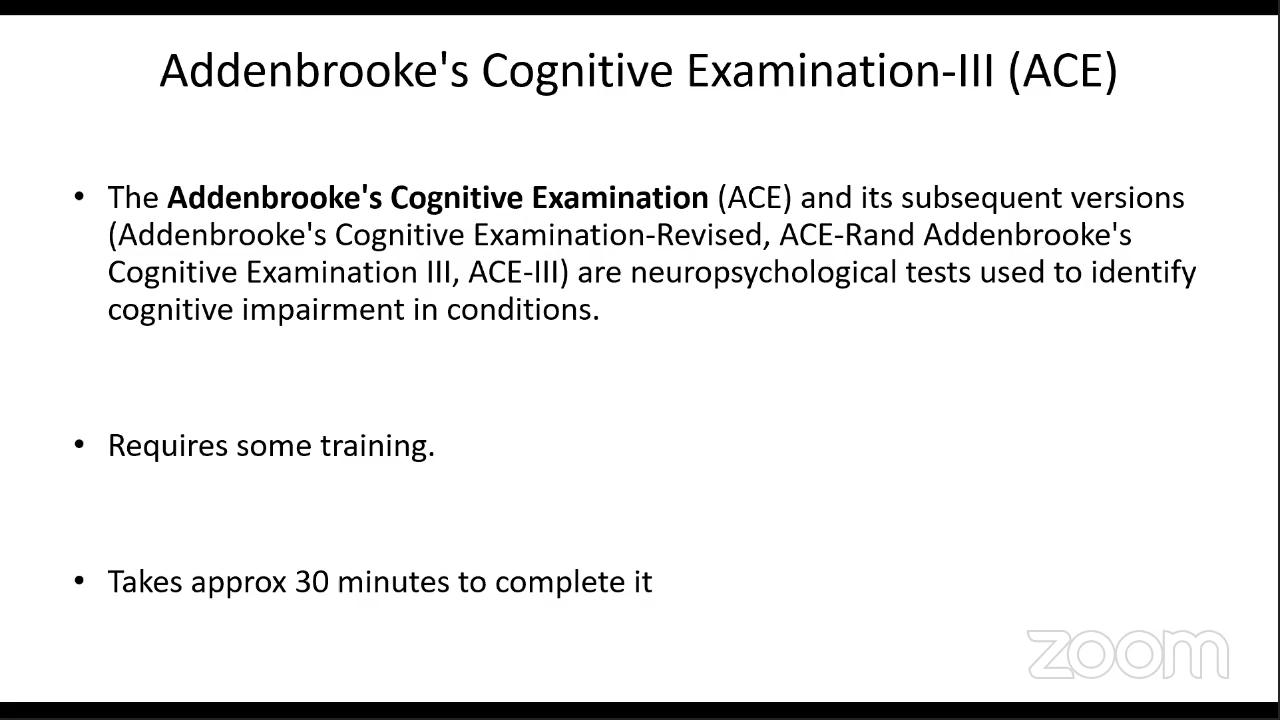 Addenbrooke's Cognitive Examination-III (ACE)
• The Addenbrooke's Cognitive Examination (ACE) and its subsequent versions
(Addenbrooke's Cognitive Examination-Revised, ACE-Rand Addenbrooke's
Cognitive Examination III, ACE-III) are neuropsychological tests used to identify
cognitive impairment in conditions.
• Requires some training.
• Takes approx 30 minutes to complete it
zoom